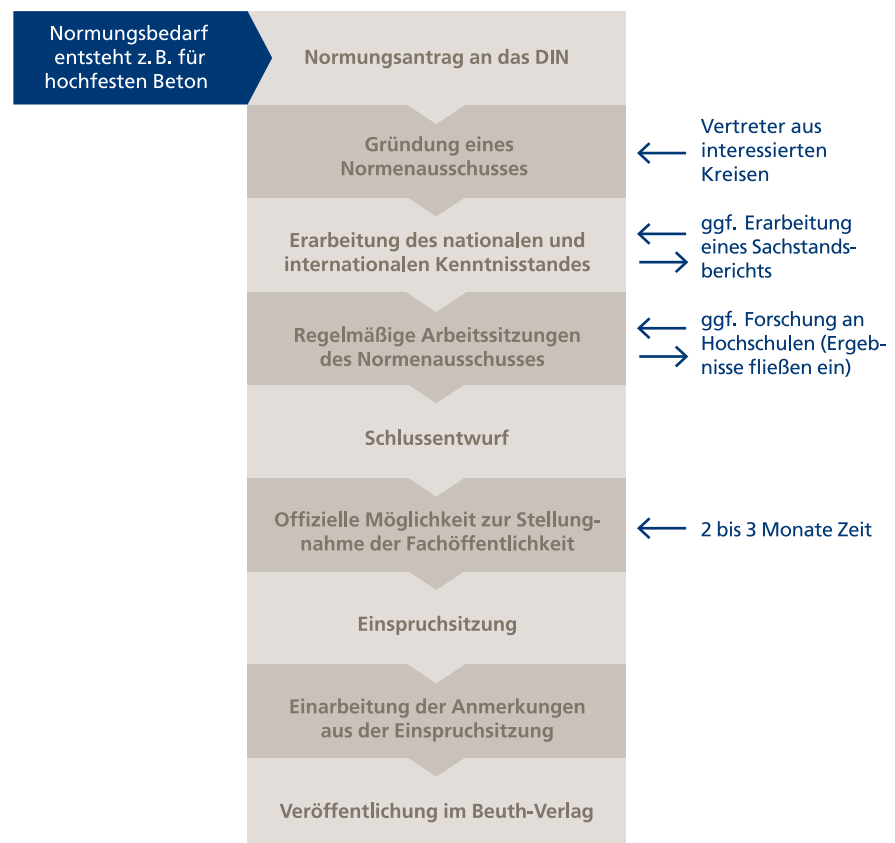 Normungsbedarf
entsteht z. B. für
hochfesten Beton
Normungsantrag an das DIN
Gründung eines
Normenausschusses
Vertreter aus
interessierten
Kreisen
Erarbeitung des nationalen und
internationalen Kenntnisstandes
ggf. Erarbeitung
eines Sachstands-
berichts
Regelmäßige Arbeitssitzungen
des Normenausschusses
ggf. Forschung an
Hochschulen (Ergeb-
nisse fließen ein)
Schlussentwurf
Offizielle Möglichkeit zur Stellung-
nahme der Fachöffentlichkeit
2 bis 3 Monate Zeit
Einspruchsitzung
Einarbeitung der Anmerkungen
aus der Einspruchsitzung
Veröffentlichung im Beuth-Verlag